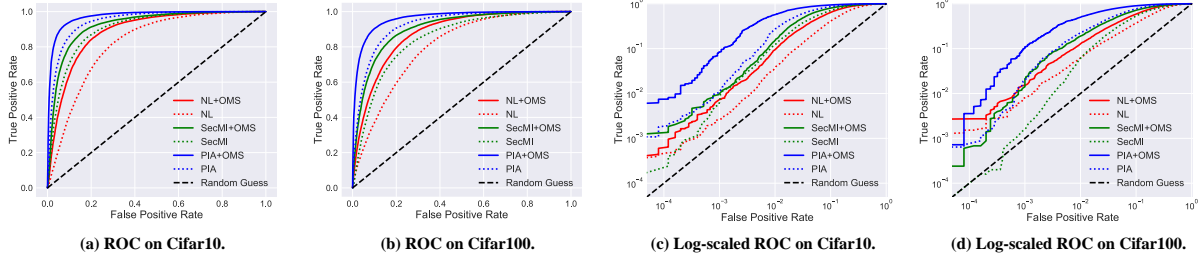 True Positive Rate
1.0
0.8
0.6
0.4
0.2
0.0
NL+OMS
NL
SecMI+OMS
SecMI
PIA+OMS
PIA
Random Guess
0.0 0.2 0.4 0.6 0.8 1.0
False Positive Rate
(a) ROC on Cifar10.
True Positive Rate
1.0
0.8
0.6
0.4
0.2
0.0
NL+OMS
NL
SecMI+OMS
SecMI
PIA+OMS
PIA
Random Guess
0.0 0.2 0.4 0.6 0.8 1.0
False Positive Rate
(b) ROC on Cifar100.
True Positive Rate
10⁰
10⁻¹
10⁻²
10⁻³
10⁻⁴
NL+OMS
NL
SecMI+OMS
SecMI
PIA+OMS
PIA
Random Guess
10⁻⁴ 10⁻³ 10⁻² 10⁻¹ 10⁰
False Positive Rate
(c) Log-scaled ROC on Cifar10.
True Positive Rate
10⁰
10⁻¹
10⁻²
10⁻³
10⁻⁴
NL+OMS
NL
SecMI+OMS
SecMI
PIA+OMS
PIA
Random Guess
10⁻⁴ 10⁻³ 10⁻² 10⁻¹ 10⁰
False Positive Rate
(d) Log-scaled ROC on Cifar100.